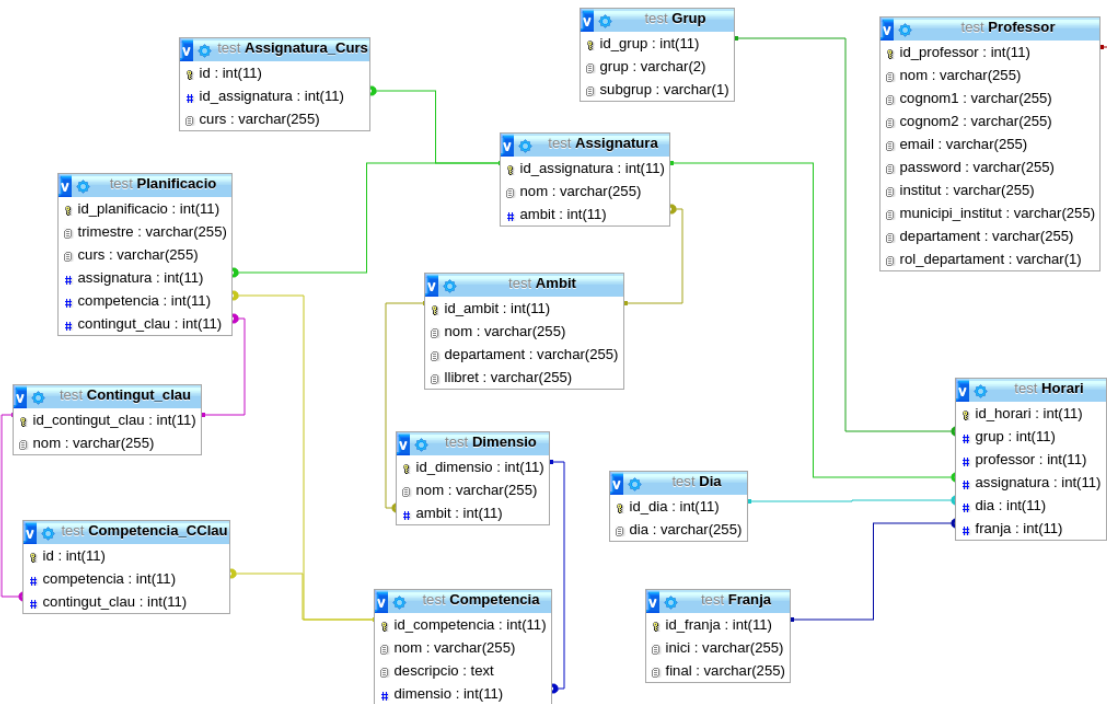 test Assignatura_Curs
id : int(11)
# id_assignatura : int(11)
curs : varchar(255)
test Grup
id_grup : int(11)
grup : varchar(2)
subgrup : varchar(1)
test Professor
id_professor : int(11)
nom : varchar(255)
cognom1 : varchar(255)
cognom2 : varchar(255)
email : varchar(255)
password : varchar(255)
institut : varchar(255)
municipi_institut : varchar(255)
departament : varchar(255)
rol_departament : varchar(1)
test Assignatura
id_assignatura : int(11)
nom : varchar(255)
# ambit : int(11)
test Planificacio
id_planificacio : int(11)
trimestre : varchar(255)
curs : varchar(255)
# assignatura : int(11)
# competencia : int(11)
# contingut_clau : int(11)
test Ambit
id_ambit : int(11)
nom : varchar(255)
departament : varchar(255)
llibret : varchar(255)
test Contingut_clau
id_contingut_clau : int(11)
nom : varchar(255)
test Horari
id_horari : int(11)
# grup : int(11)
# professor : int(11)
# assignatura : int(11)
# dia : int(11)
# franja : int(11)
test Dimensio
id_dimensio : int(11)
nom : varchar(255)
# ambit : int(11)
test Dia
id_dia : int(11)
dia : varchar(255)
test Competencia_CClau
id : int(11)
# competencia : int(11)
# contingut_clau : int(11)
test Competencia
id_competencia : int(11)
nom : varchar(255)
descripcio : text
# dimensio : int(11)
test Franja
id_franja : int(11)
inici : varchar(255)
final : varchar(255)